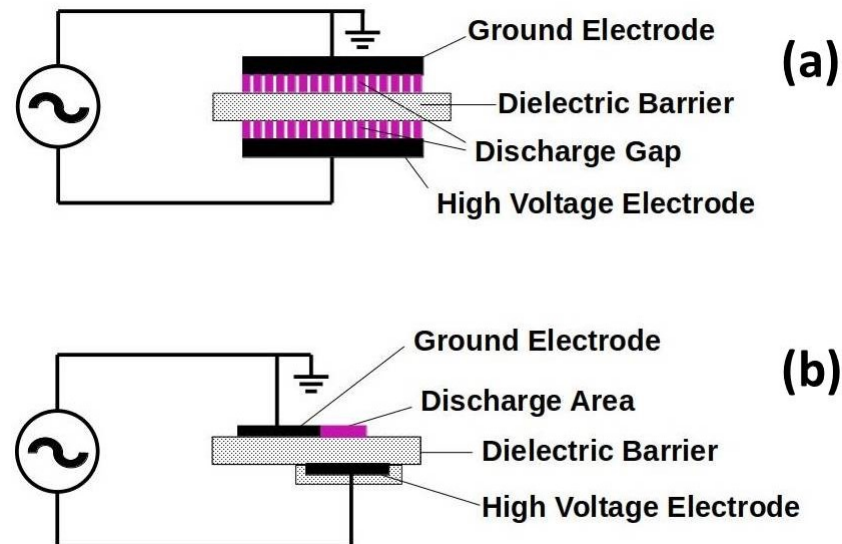 (a)
Ground Electrode
Dielectric Barrier
Discharge Gap
High Voltage Electrode
(b)
Ground Electrode
Discharge Area
Dielectric Barrier
High Voltage Electrode